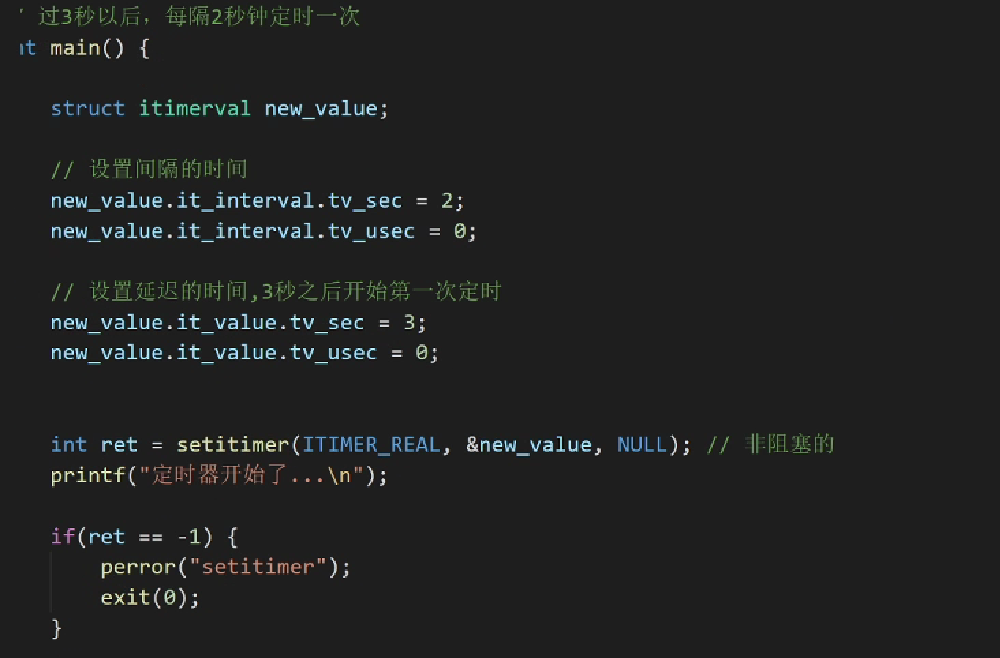 过3秒以后，每隔2秒钟定时一次
nt main() {
struct itimerval new_value;
// 设置间隔的时间
new_value.it_interval.tv_sec = 2;
new_value.it_interval.tv_usec = 0;
// 设置延迟的时间,3秒之后开始第一次定时
new_value.it_value.tv_sec = 3;
new_value.it_value.tv_usec = 0;
int ret = setitimer(ITIMER_REAL, &new_value, NULL); // 非阻塞的
printf("定时器开始了...\n");
if(ret == -1) {
perror("setitimer");
exit(0);
}